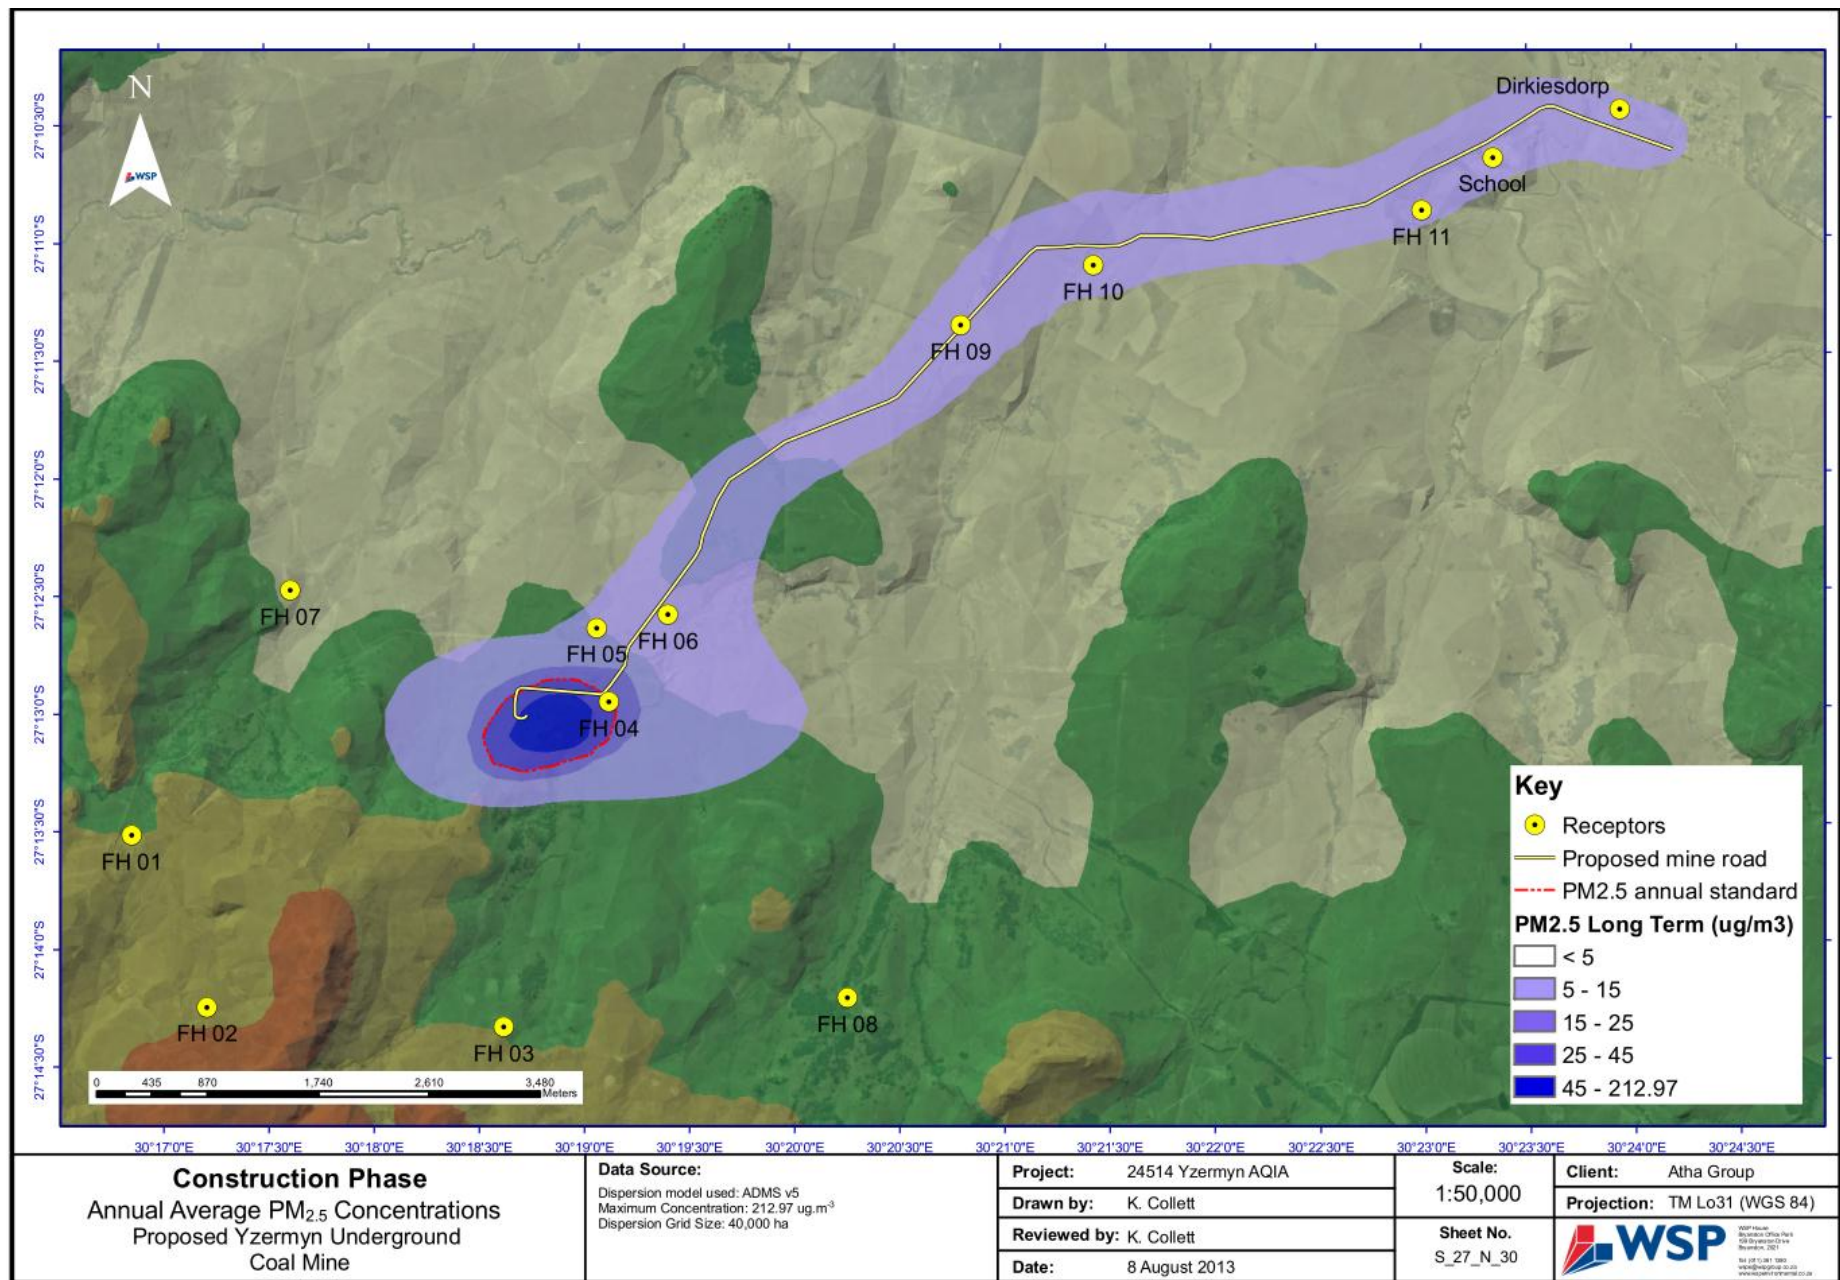 N
WSP
Dirkiesdorp
School
FH 11
FH 10
FH 09
FH 07
FH 06
FH 05
FH 04
FH 01
FH 02
FH 03
FH 08
27°10'30"S
27°11'0"S
27°11'30"S
27°12'0"S
27°12'30"S
27°13'0"S
27°13'30"S
27°14'0"S
27°14'30"S
0 435 870 1,740 2,610 3,480
Meters
30°17'0"E 30°17'30"E 30°18'0"E 30°18'30"E 30°19'0"E 30°19'30"E 30°20'0"E 30°20'30"E 30°21'0"E 30°21'30"E 30°22'0"E 30°22'30"E 30°23'0"E 30°23'30"E 30°24'0"E 30°24'30"E
Key
Receptors
Proposed mine road
PM2.5 annual standard
PM2.5 Long Term (ug/m3)
< 5
5 - 15
15 - 25
25 - 45
45 - 212.97
Construction Phase
Annual Average PM2.5 Concentrations
Proposed Yzermyn Underground
Coal Mine
Data Source:
Dispersion model used: ADMS v5
Maximum Concentration: 212.97 ug.m-3
Dispersion Grid Size: 40,000 ha
Project: 24514 Yzermyn AQIA
Drawn by: K. Collett
Reviewed by: K. Collett
Date: 8 August 2013
Scale:
1:50,000
Sheet No.
S_27_N_30
Client: Atha Group
Projection: TM Lo31 (WGS 84)
WSP
WSP House